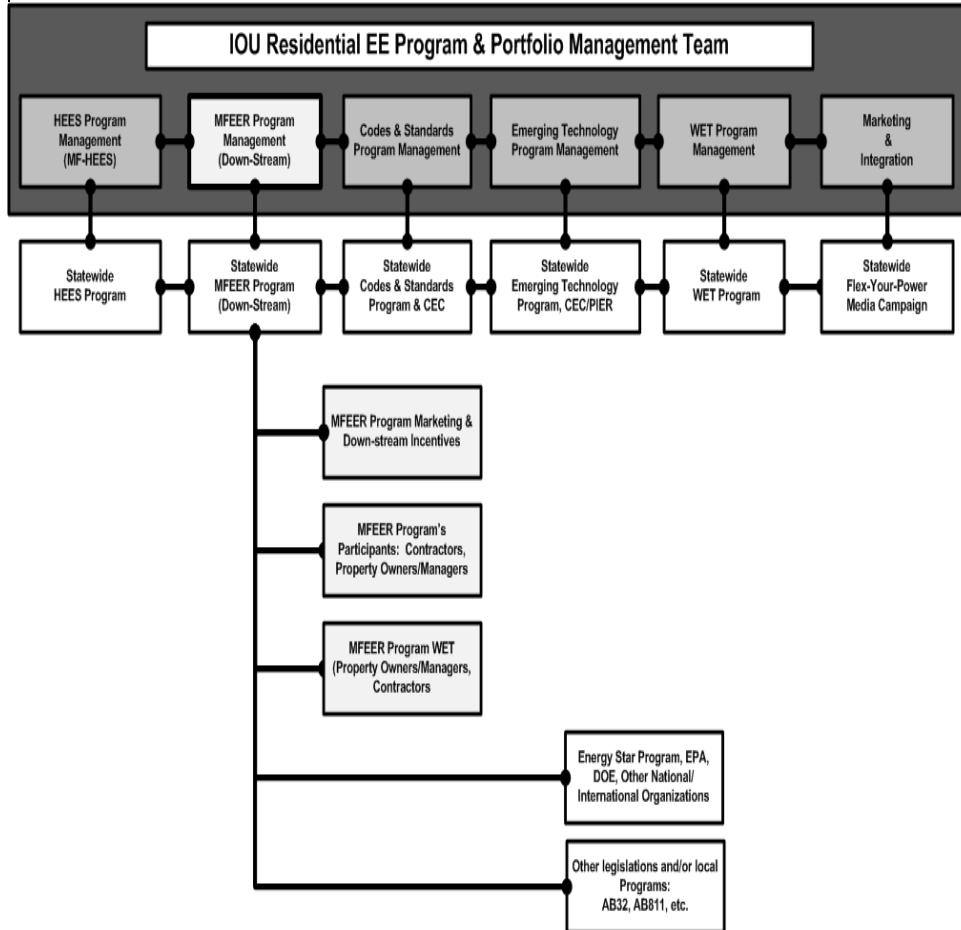 IOU Residential EE Program & Portfolio Management Team
HEES Program
Management
(MF-HEES)
MFEER Program
Management
(Down-Stream)
Codes & Standards
Program Management
Emerging Technology
Program Management
WET Program
Management
Marketing
&
Integration
Statewide
HEES Program
Statewide
MFEER Program
(Down-Stream)
Statewide
Codes & Standards
Program & CEC
Statewide
Emerging Technology
Program, CEC/PIER
Statewide
WET Program
Statewide
Flex-Your-Power
Media Campaign
MFEER Program Marketing &
Down-stream Incentives
MFEER Program's
Participants: Contractors,
Property Owners/Managers
MFEER Program WET
(Property Owners/Managers,
Contractors
Energy Star Program, EPA,
DOE, Other National/
International Organizations
Other legislations and/or local
Programs:
AB32, AB811, etc.